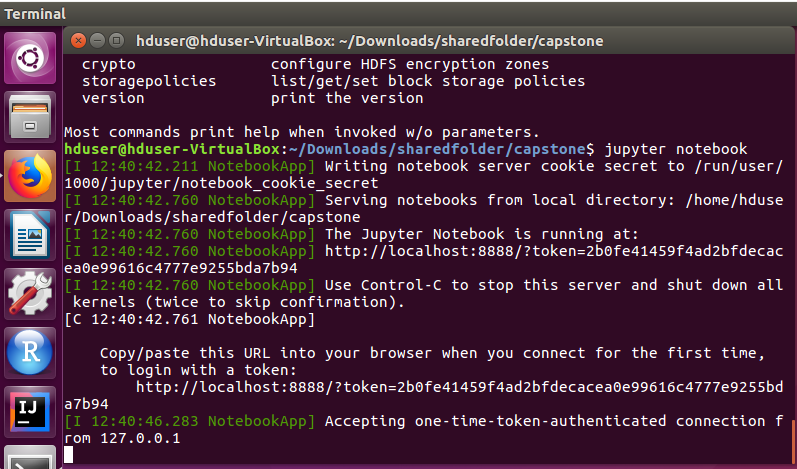 Terminal
hduser@hduser-VirtualBox: ~/Downloads/sharedfolder/capstone
crypto configure HDFS encryption zones
storagepolicies list/get/set block storage policies
version print the version
Most commands print help when invoked w/o parameters.
hduser@hduser-VirtualBox:~/Downloads/sharedfolder/capstone$ jupyter notebook
[I 12:40:42.211 NotebookApp] Writing notebook server cookie secret to /run/user/
1000/jupyter/notebook_cookie_secret
[I 12:40:42.760 NotebookApp] Serving notebooks from local directory: /home/hduse
r/Downloads/sharedfolder/capstone
[I 12:40:42.760 NotebookApp] The Jupyter Notebook is running at:
[I 12:40:42.760 NotebookApp] http://localhost:8888/?token=2b0fe41459f4ad2bfdecac
ea0e99616c4777e9255bda7b94
[I 12:40:42.760 NotebookApp] Use Control-C to stop this server and shut down all
kernels (twice to skip confirmation).
[C 12:40:42.761 NotebookApp]
Copy/paste this URL into your browser when you connect for the first time,
to login with a token:
http://localhost:8888/?token=2b0fe41459f4ad2bfdecacea0e99616c4777e9255bd
a7b94
[I 12:40:46.283 NotebookApp] Accepting one-time-token-authenticated connection f
rom 127.0.0.1
R
IJ